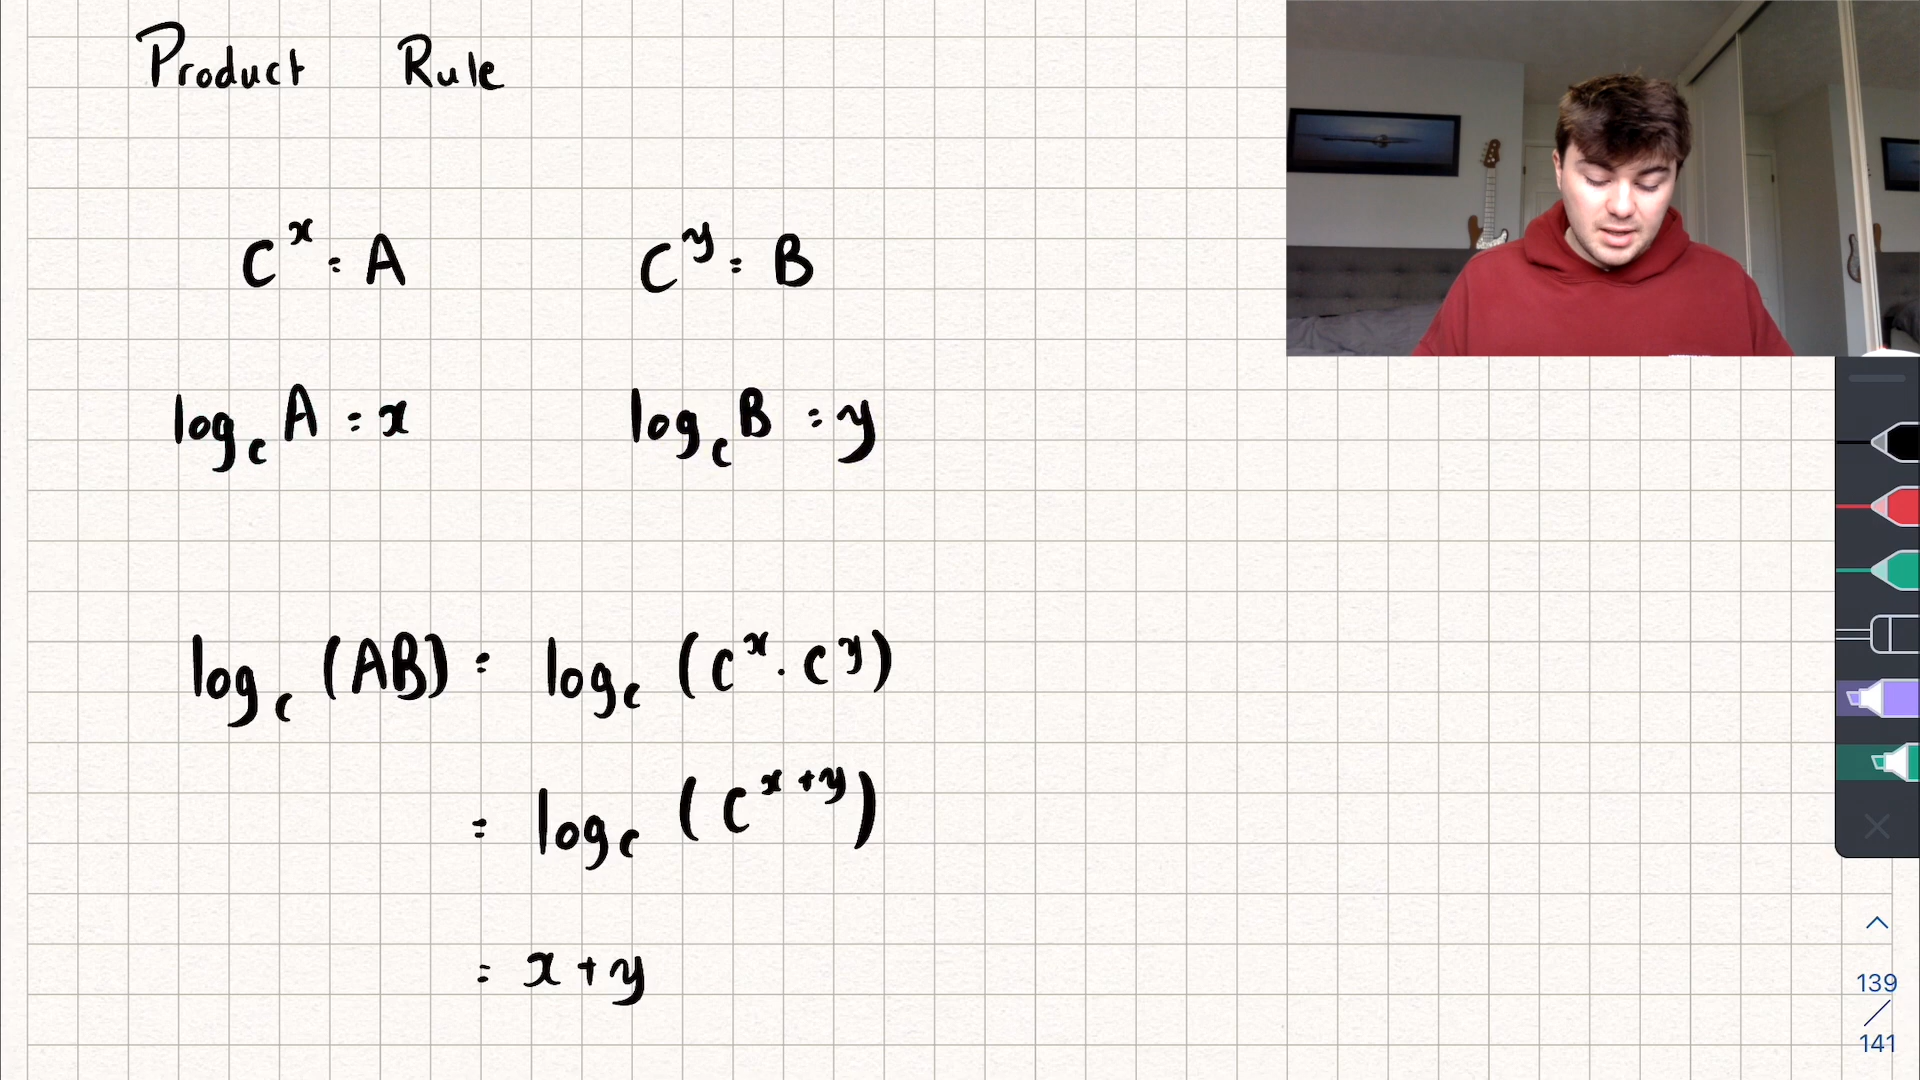 Product Rule
C^x = A
C^y = B
log_c A = x
log_c B = y
log_c (AB) = log_c (C^x . C^y)
= log_c (C^{x+y})
= x + y
139
/
141